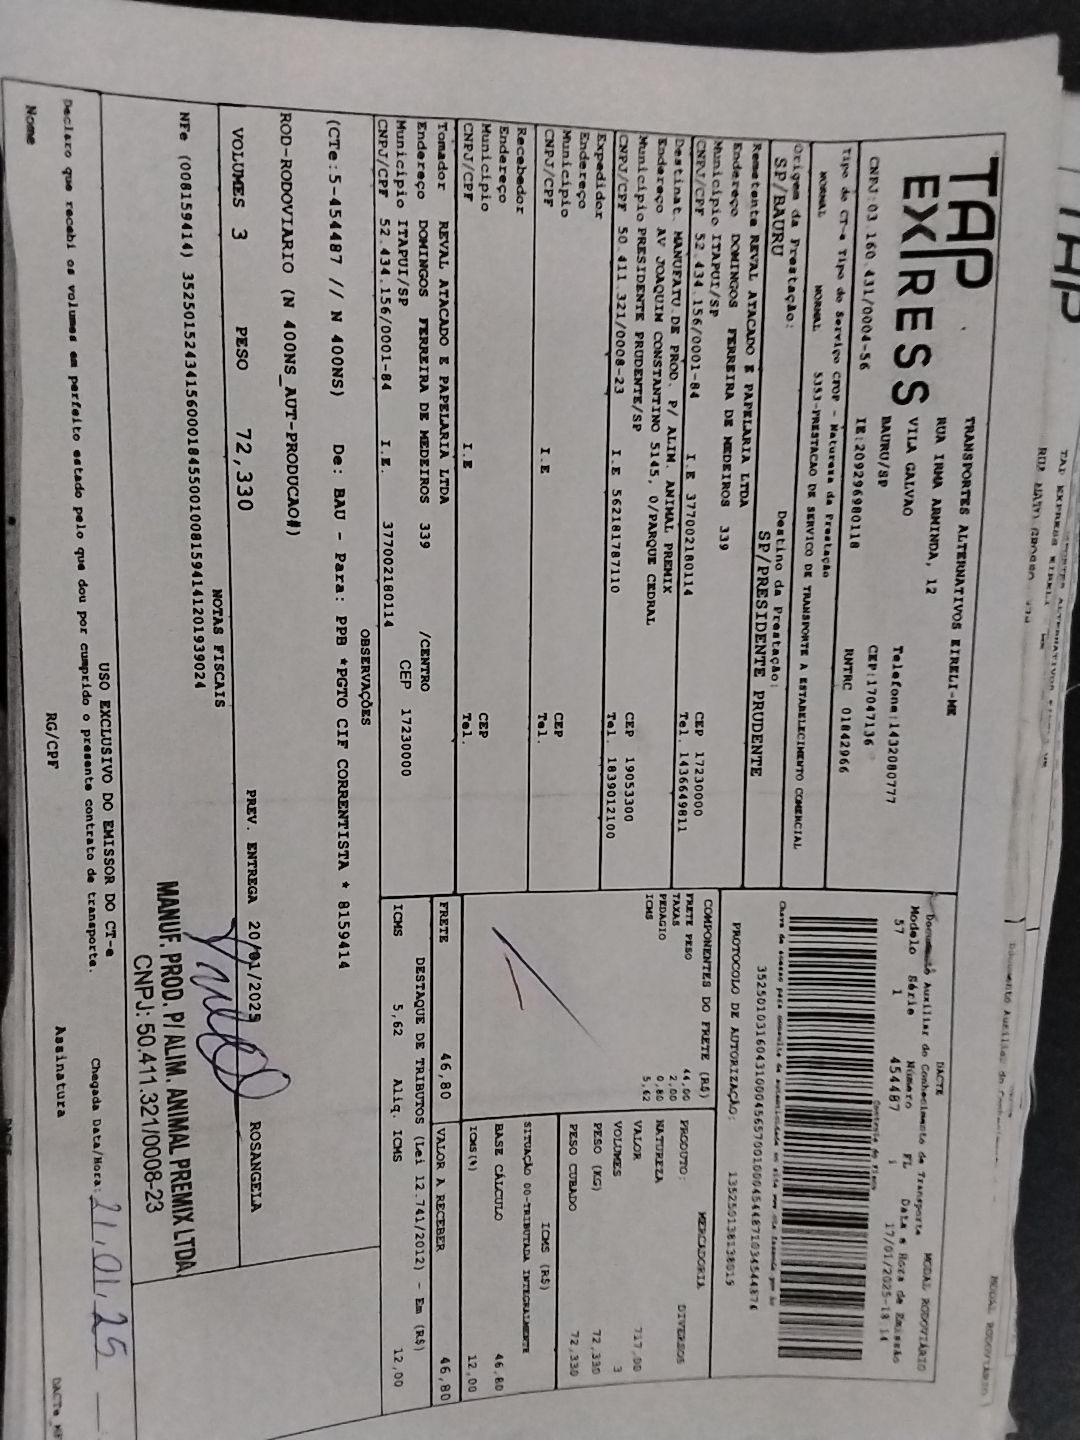 TAP
EXPRESS
TRANSPORTES ALTERNATIVOS EIRELI-ME
RUA IRMA ARMINDA, 12
VILA GALVAO
BAURU/SP
Telefone:1432080777
CEP:17047136
CNPJ:03.160.431/0004-56
IE:209296980118
RNTRC 01842966
Tipo de CT-e Tipo do Serviço CFOP - Natureza da Prestação
NORMAL NORMAL 5353-PRESTACAO DE SERVICO DE TRANSPORTE A ESTABELECIMENTO COMERCIAL
Origem da Prestação: Destino da Prestação:
SP/BAURU SP/PRESIDENTE PRUDENTE
Remetente REVAL ATACADO E PAPELARIA LTDA
Endereço DOMINGOS FERREIRA DE MEDEIROS 339
Município ITAPUI/SP CEP 17230000
CNPJ/CPF 52.434.156/0001-84 I.E 377002180114 Tel. 1436649811
Destinat. MANUFATU.DE PROD. P/ ALIM. ANIMAL PREMIX
Endereço AV JOAQUIM CONSTANTINO 5145, 0/PARQUE CEDRAL
Município PRESIDENTE PRUDENTE/SP CEP 19053300
CNPJ/CPF 50.411.321/0008-23 I.E 562181787110 Tel. 1839012100
Expedidor
Endereço
Município CEP
CNPJ/CPF I.E Tel.
Recebedor
Endereço
Município CEP
CNPJ/CPF I.E Tel.
Tomador REVAL ATACADO E PAPELARIA LTDA
Endereço DOMINGOS FERREIRA DE MEDEIROS 339 /CENTRO
Município ITAPUI/SP CEP 17230000
CNPJ/CPF 52.434.156/0001-84 I.E. 377002180114
DACTE
Documento Auxiliar do Conhecimento de Transporte MODAL RODOVIÁRIO
Modelo Série Número FL Data e Hora de Emissão
57 1 454487 1 17/01/2025-18:14
Controle do Fisco
PROTOCOLO DE AUTORIZAÇÃO: 135250138138019
COMPONENTES DO FRETE (R$)
FRETE PESO 44,00
TAXAS 2,00
PEDAGIO 0,80
ICMS 5,62
PRODUTO: MERCADORIA
NATUREZA DIVERSOS
VALOR 717,00
VOLUMES 3
PESO (KG) 72,330
PESO CUBADO 72,330
ICMS (R$)
SITUAÇÃO 00-TRIBUTADA INTEGRALMENTE
BASE CÁLCULO 46,80
ICMS(%) 12,00
FRETE 46,80 VALOR A RECEBER 46,80
DESTAQUE DE TRIBUTOS (Lei 12.741/2012) - Em (R$)
ICMS 5,62 Aliq. ICMS 12,00
OBSERVAÇÕES
(CTe:5-454487 // N 400NS) De: BAU - Para: PPB *PGTO CIF CORRENTISTA * 8159414
ROD-RODOVIARIO (N 400NS_AUT-PRODUCAO#)
VOLUMES 3 PESO 72,330 PREV. ENTREGA 20/01/2025 ROSANGELA
NOTAS FISCAIS
NFe (008159414) 35250152434156000184550010081594141201939024
MANUF. PROD. P/ ALIM. ANIMAL PREMIX LTDA
CNPJ: 50.411.321/0008-23
USO EXCLUSIVO DO EMISSOR DO CT-e
Declaro que recebi os volumes em perfeito estado pelo que dou por cumprido o presente contrato de transporte.
Chegada Data/Hora: 21.01.25
Nome RG/CPF Assinatura